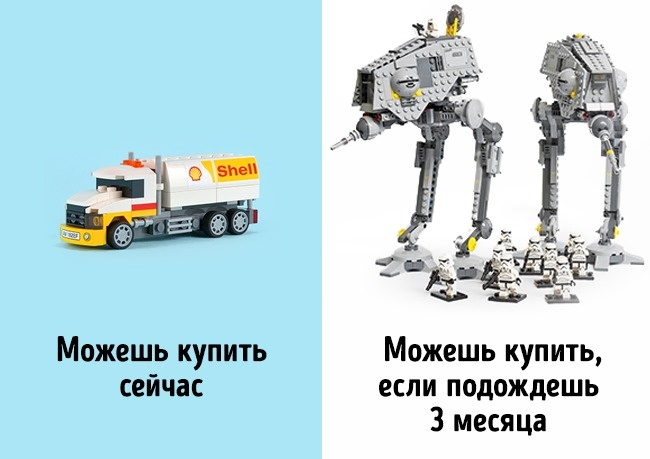 Shell
Можешь купить
сейчас
Можешь купить,
если подождешь
3 месяца